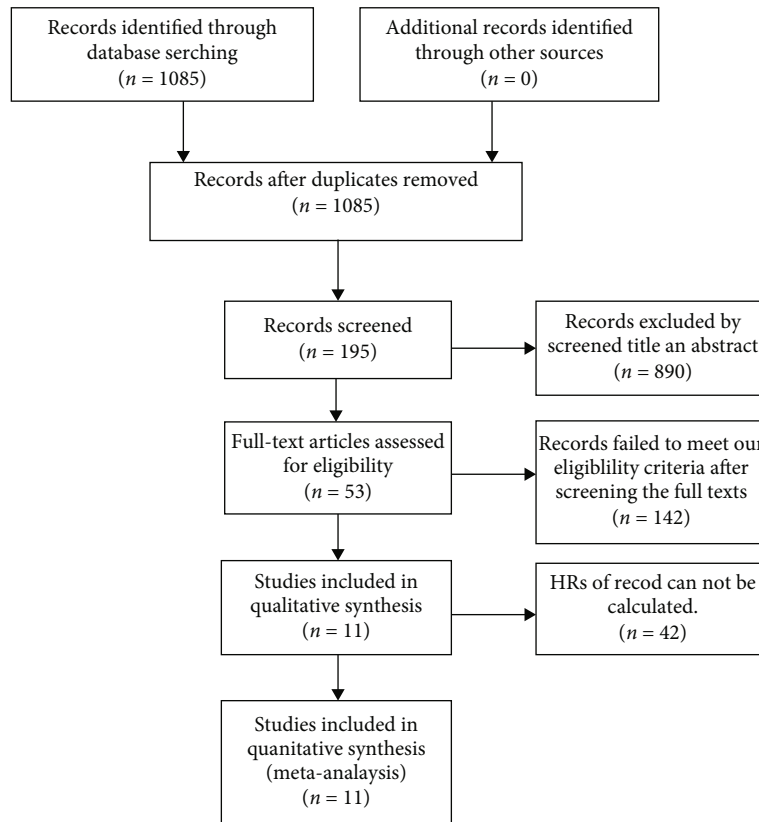 Records identified through
database serching
(n = 1085)
Additional records identified
through other sources
(n = 0)
Records after duplicates removed
(n = 1085)
Records screened
(n = 195)
Records excluded by
screened title an abstract
(n = 890)
Full-text articles assessed
for eligibility
(n = 53)
Records failed to meet our
eligiblility criteria after
screening the full texts
(n = 142)
Studies included in
qualitative synthesis
(n = 11)
HRs of recod can not be
calculated.
(n = 42)
Studies included in
quanitative synthesis
(meta-analaysis)
(n = 11)